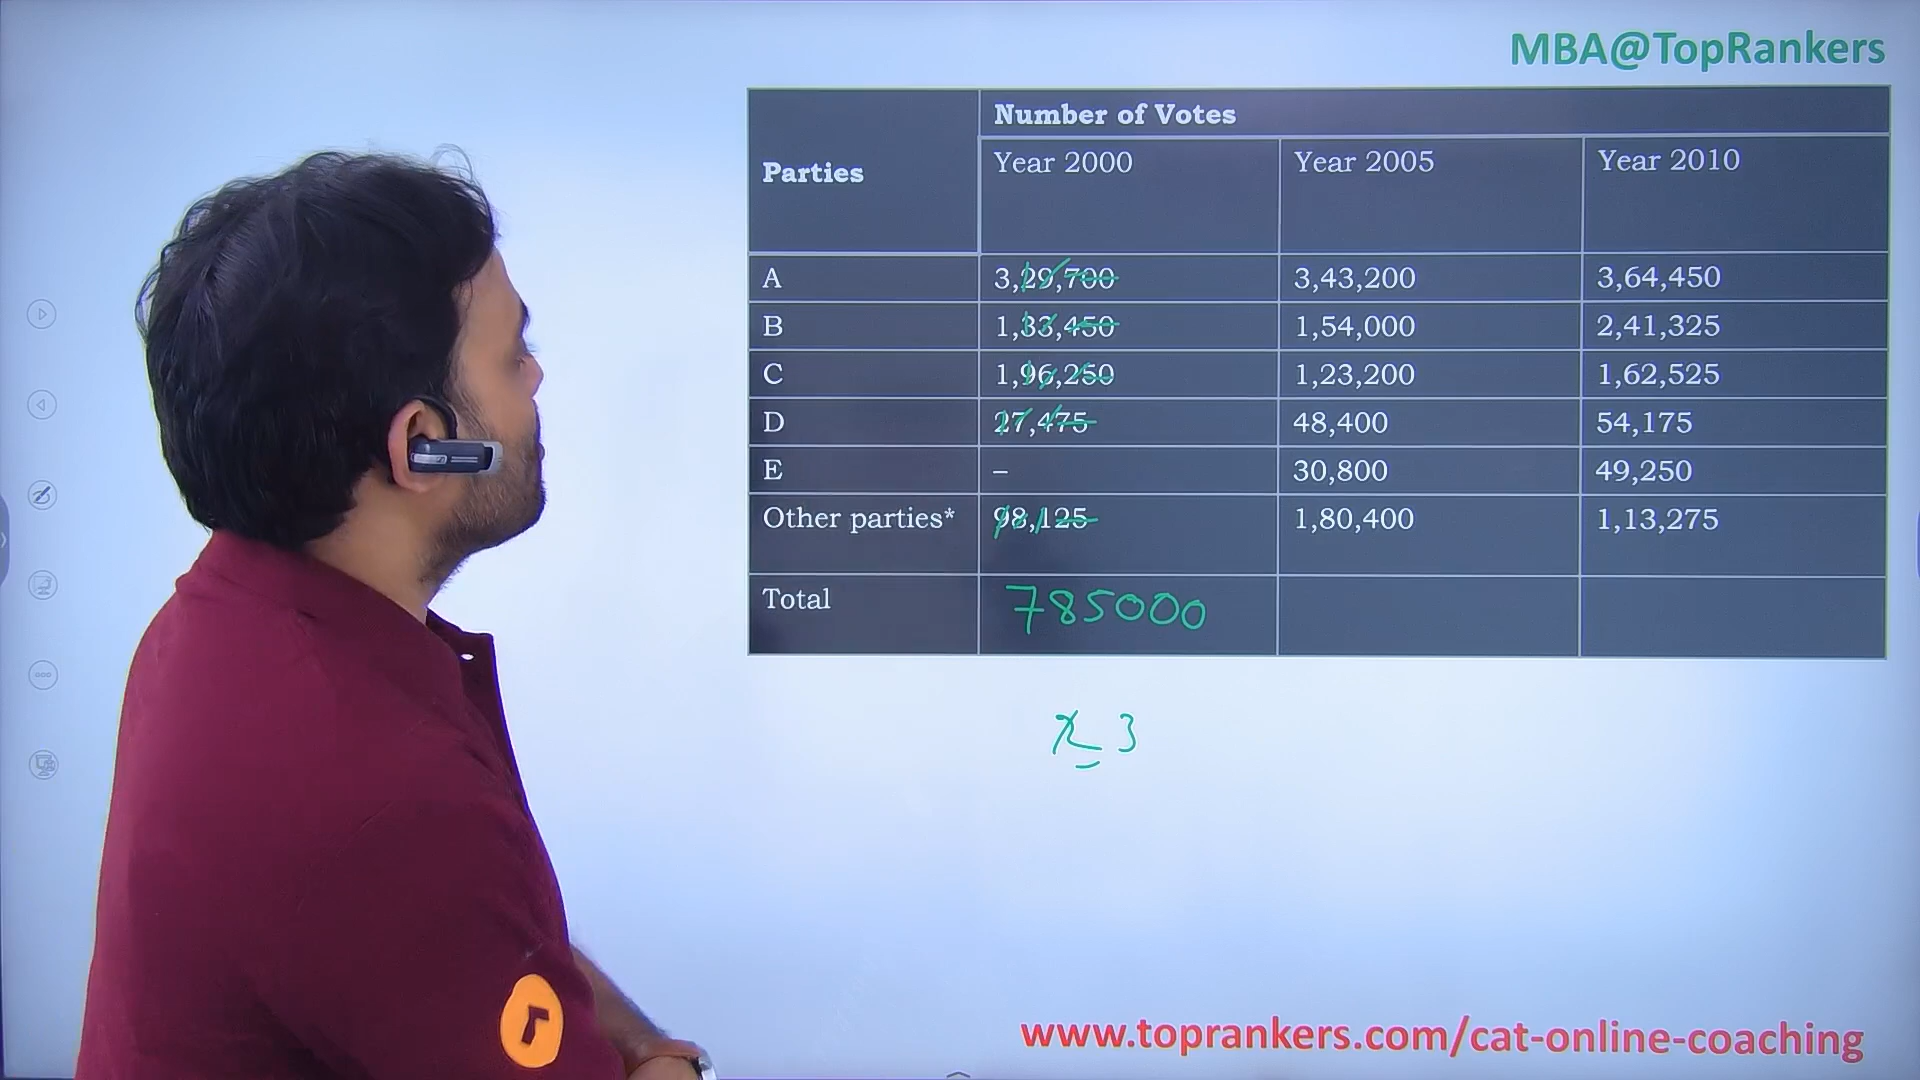 MBA@TopRankers
Parties
Number of Votes
Year 2000 Year 2005 Year 2010
A 3,29,700 3,43,200 3,64,450
B 1,33,450 1,54,000 2,41,325
C 1,96,250 1,23,200 1,62,525
D 27,475 48,400 54,175
E – 30,800 49,250
Other parties* 98,125 1,80,400 1,13,275
Total 785000
www.toprankers.com/cat-online-coaching